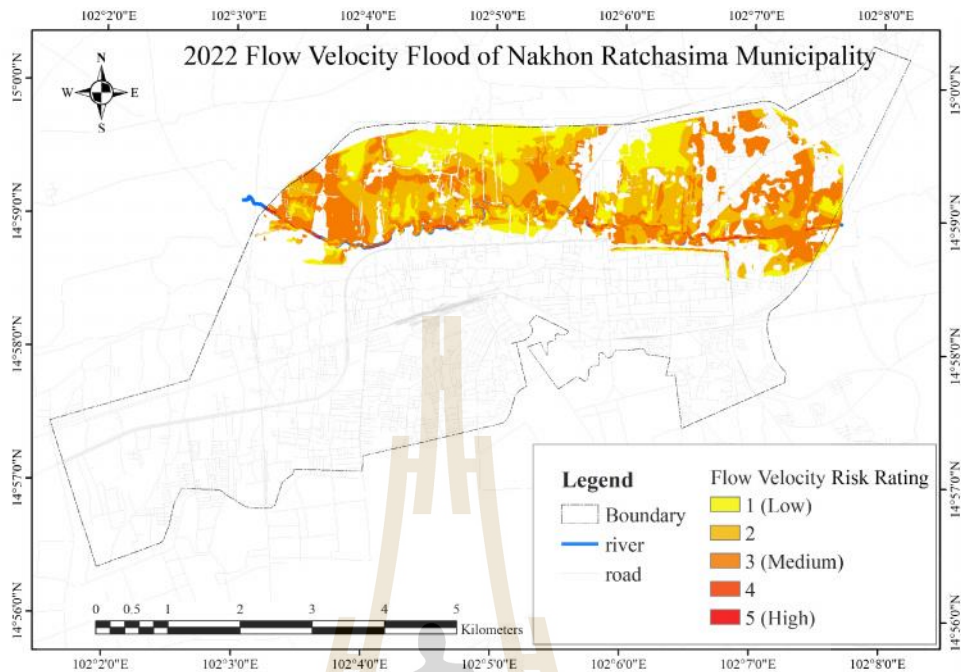 102°2'0"E 102°3'0"E 102°4'0"E 102°5'0"E 102°6'0"E 102°7'0"E 102°8'0"E
2022 Flow Velocity Flood of Nakhon Ratchasima Municipality
N
W E
S
15°0'0"N 15°0'0"N
14°59'0"N 14°59'0"N
14°58'0"N 14°58'0"N
14°57'0"N 14°57'0"N
14°56'0"N 14°56'0"N
Legend
Boundary
river
road
Flow Velocity Risk Rating
1 (Low)
2
3 (Medium)
4
5 (High)
0 0.5 1 2 3 4 5
Kilometers
102°2'0"E 102°3'0"E 102°4'0"E 102°5'0"E 102°6'0"E 102°7'0"E 102°8'0"E